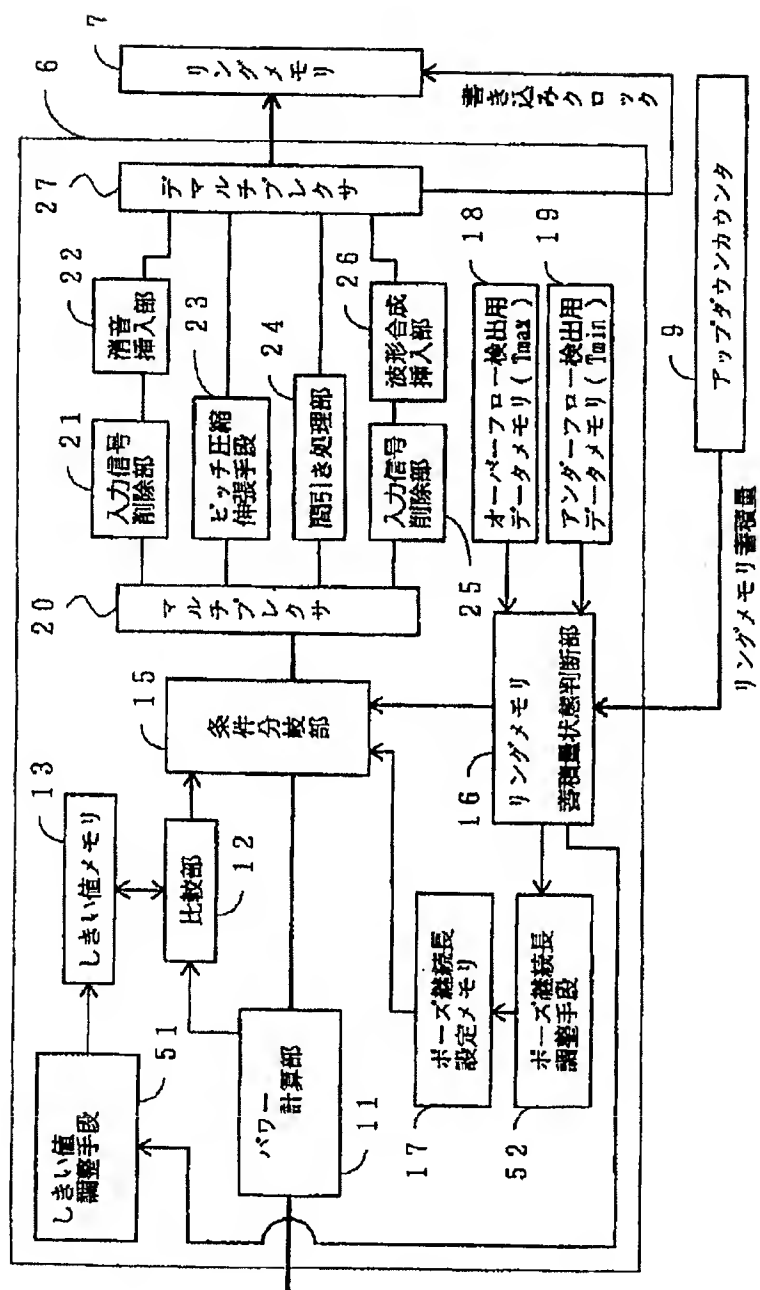 しきい値
調整手段
51
しきい値メモリ
13
比較部
12
パワー
計算部
11
条件分岐部
15
マルチプレクサ
20
入力信号
削除部
21
消音
挿入部
22
ピッチ圧縮
伸張手段
23
間引き処理部
24
入力信号
削除部
25
波形合成
挿入部
26
デマルチプレクサ
27
6
リングメモリ
7
書き込みクロック
オーバーフロー検出用
データメモリ(Tmax)
18
アンダーフロー検出用
データメモリ(Tmin)
19
リングメモリ
蓄積量状態判断部
16
ポーズ継続長
設定メモリ
17
ポーズ継続長
調整手段
52
アップダウンカウンタ
9
リングメモリ蓄積量